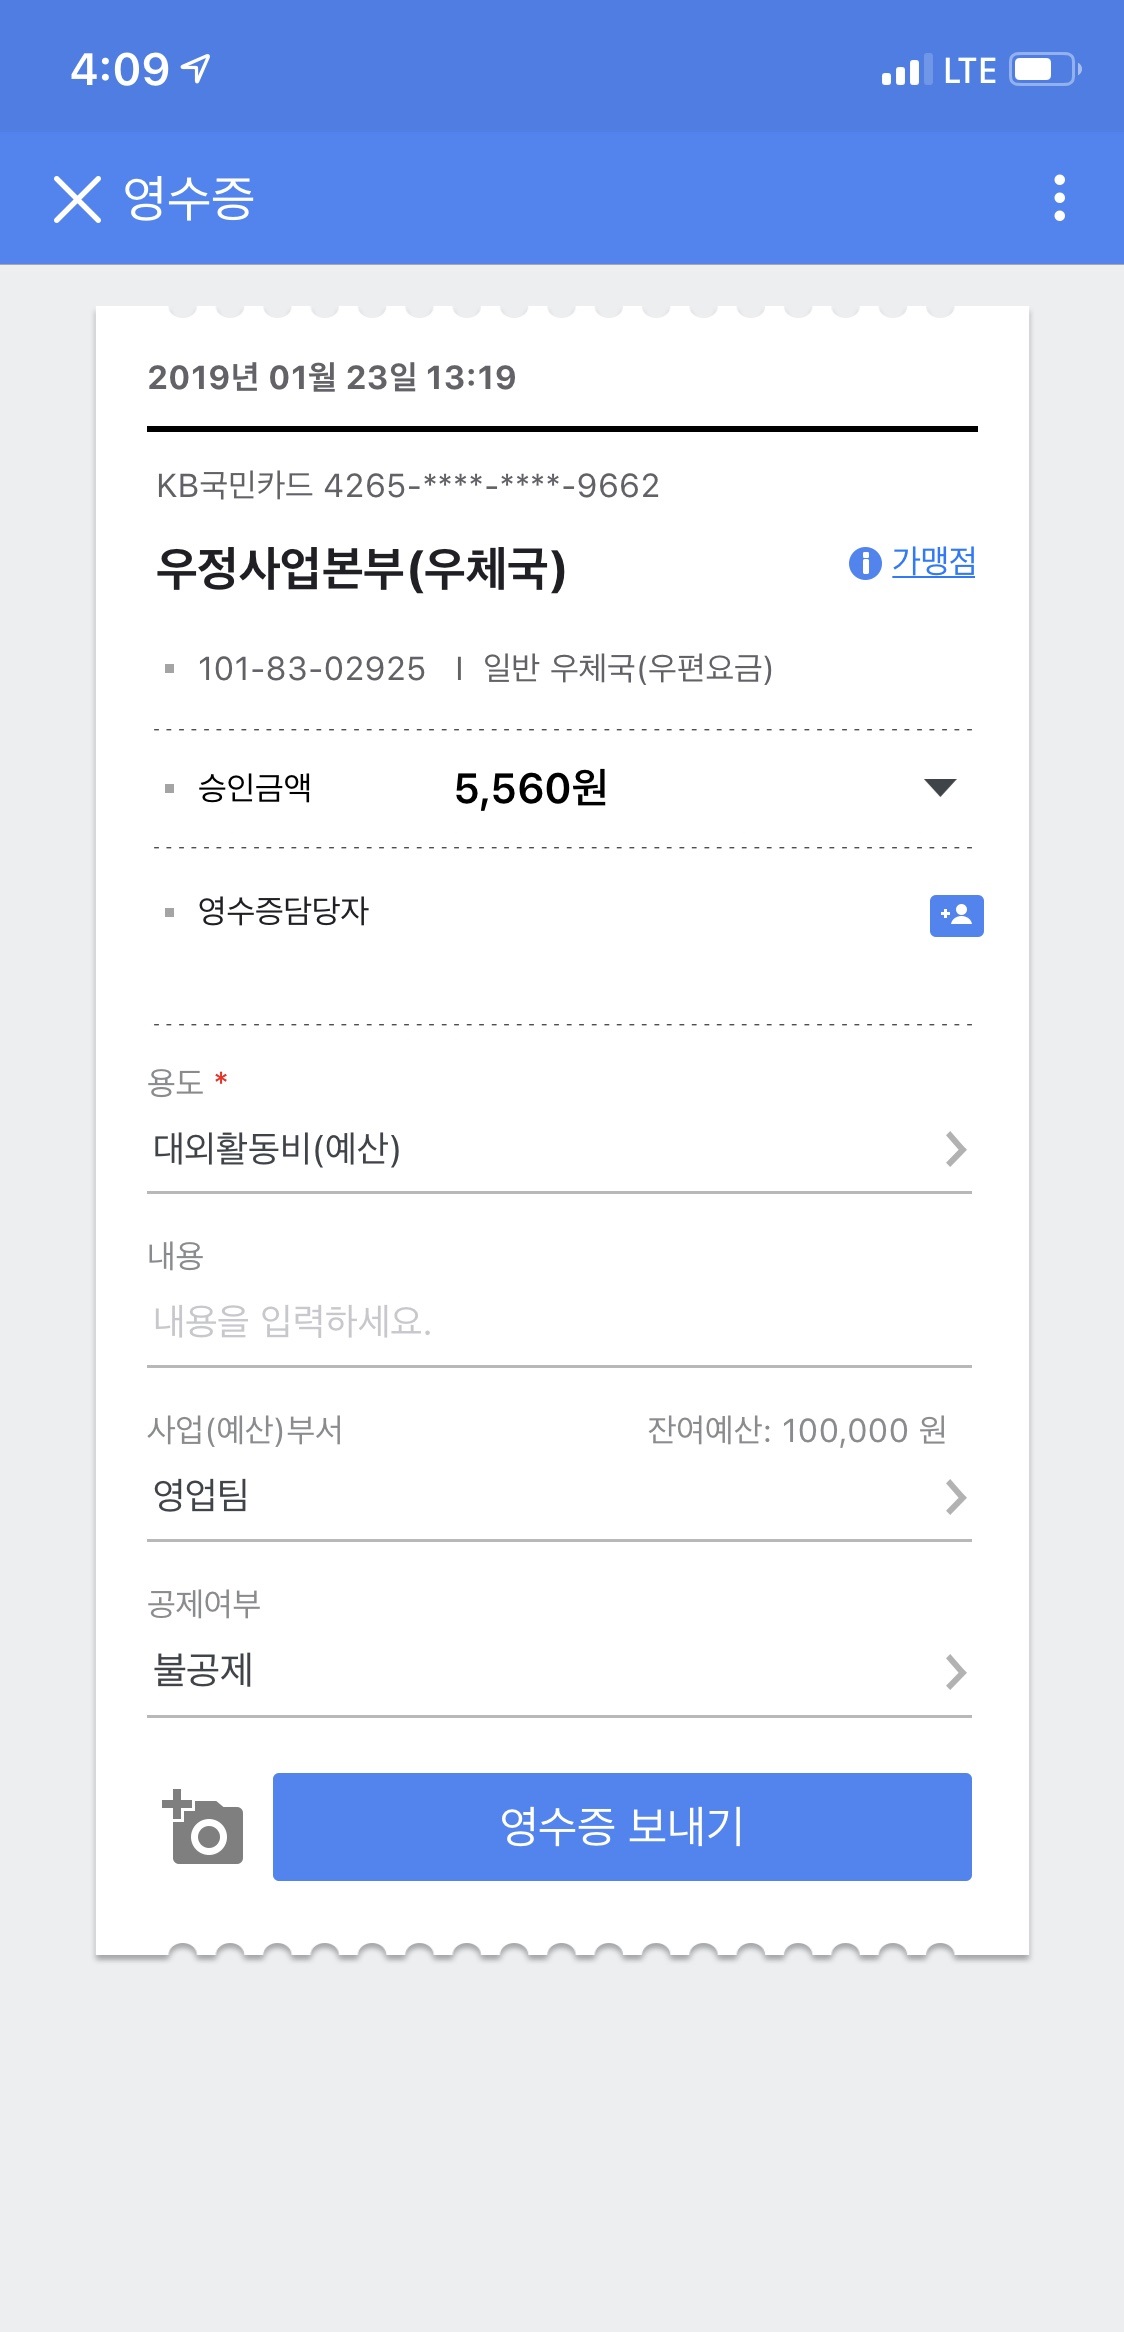 4:09 LTE
영수증
2019년 01월 23일 13:19
KB국민카드 4265-****-****-9662
우정사업본부(우체국) 가맹점
101-83-02925 | 일반 우체국(우편요금)
승인금액 5,560원
영수증담당자
용도 *
대외활동비(예산)
내용
내용을 입력하세요.
사업(예산)부서 잔여예산: 100,000 원
영업팀
공제여부
불공제
영수증 보내기